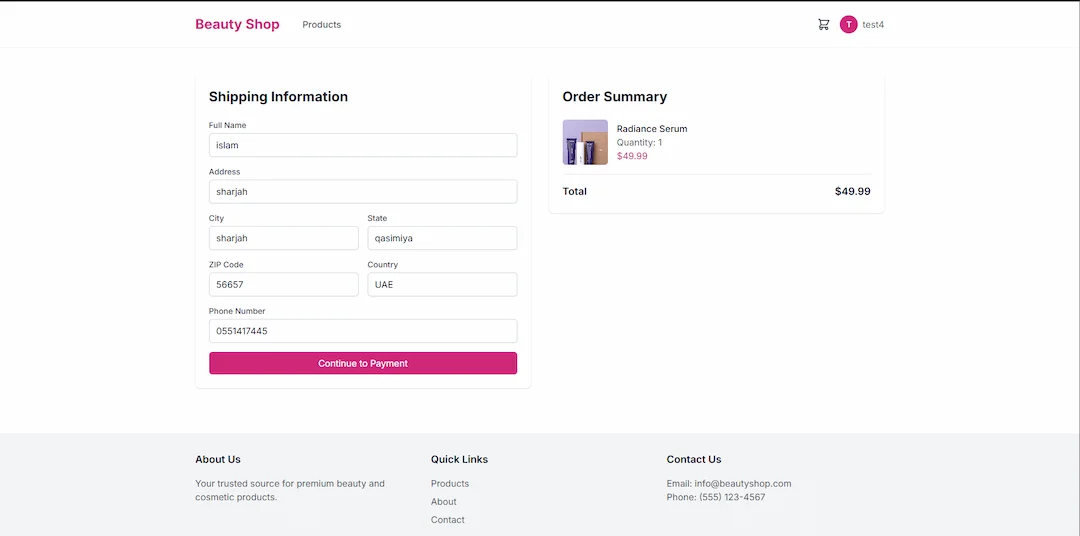 Beauty Shop
Products
T
test4
Shipping Information
Full Name
islam
Address
sharjah
City
State
sharjah
qasimiya
ZIP Code
Country
56657
UAE
Phone Number
0551417445
Continue to Payment
Order Summary
Radiance Serum
Quantity: 1
$49.99
Total
$49.99
About Us
Your trusted source for premium beauty and
cosmetic products.
Quick Links
Products
About
Contact
Contact Us
Email: info@beautyshop.com
Phone: (555) 123-4567